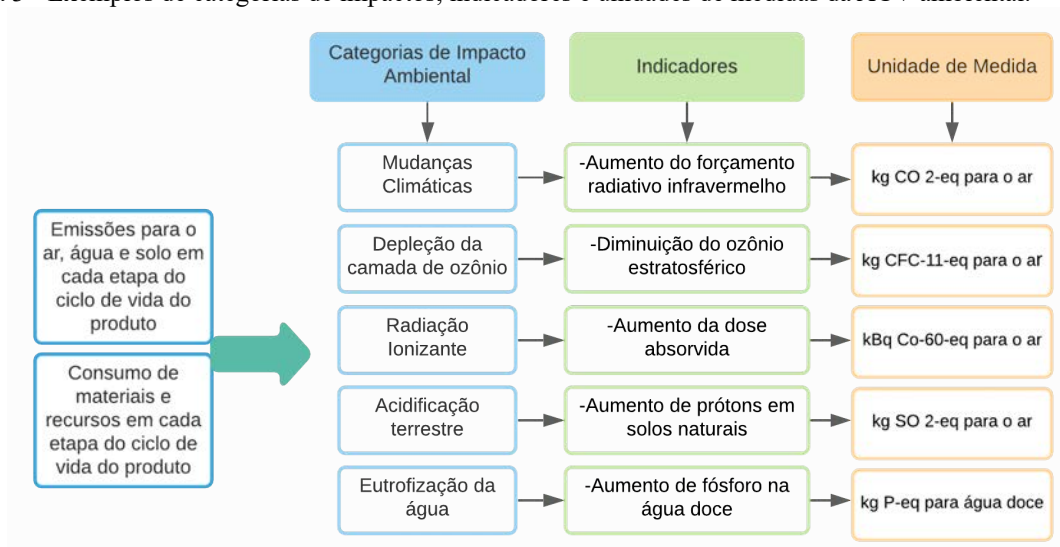 Categorias de Impacto
Ambiental
Indicadores
Unidade de Medida
Emissões para o
ar, água e solo em
cada etapa do
ciclo de vida do
produto
Consumo de
materiais e
recursos em cada
etapa do ciclo de
vida do produto
Mudanças
Climáticas
-Aumento do forçamento
radiativo infravermelho
kg CO 2-eq para o ar
Depleção da
camada de ozônio
-Diminuição do ozônio
estratosférico
kg CFC-11-eq para o ar
Radiação
Ionizante
-Aumento da dose
absorvida
kBq Co-60-eq para o ar
Acidificação
terrestre
-Aumento de prótons em
solos naturais
kg SO 2-eq para o ar
Eutrofização da
água
-Aumento de fósforo na
água doce
kg P-eq para água doce